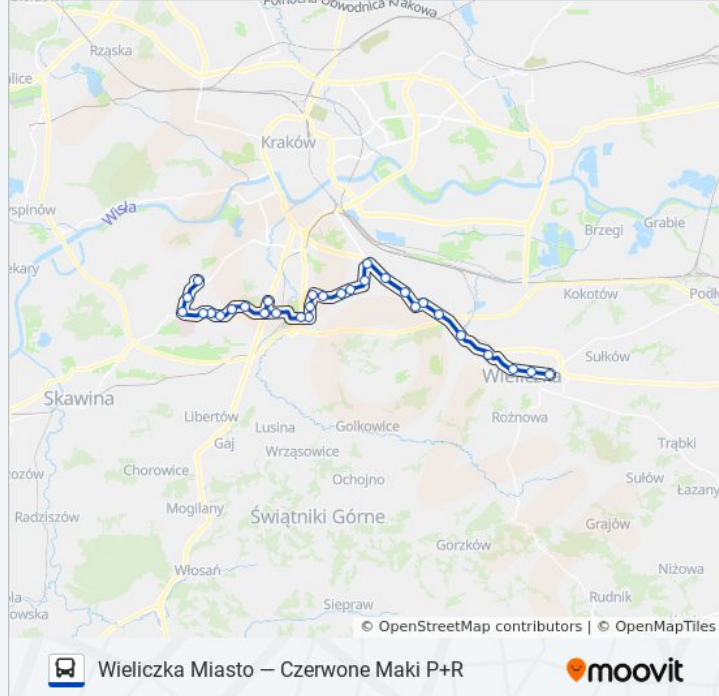 Północna Obwodnica Krakowa
Rząska
alice
Kraków
yspinów
Wisła
Grabie
Brzegi
ekary
Kokotów
Podł
Sułków
Wieliczka
Skawina
Libertów
Rożnowa
Lusina
Golkowice
Gaj
Trąbki
Wrząsowice
Chorowice
Ochojno
Sułów
cozów
Łazany
Mogilany
Radziszów
Świątniki Górne
Grajów
Gorzków
Włosań
Niżowa
Rudnik
owska
Siepraw
© OpenStreetMap contributors | © OpenMapTiles
Wieliczka Miasto — Czerwone Maki P+R
moovit